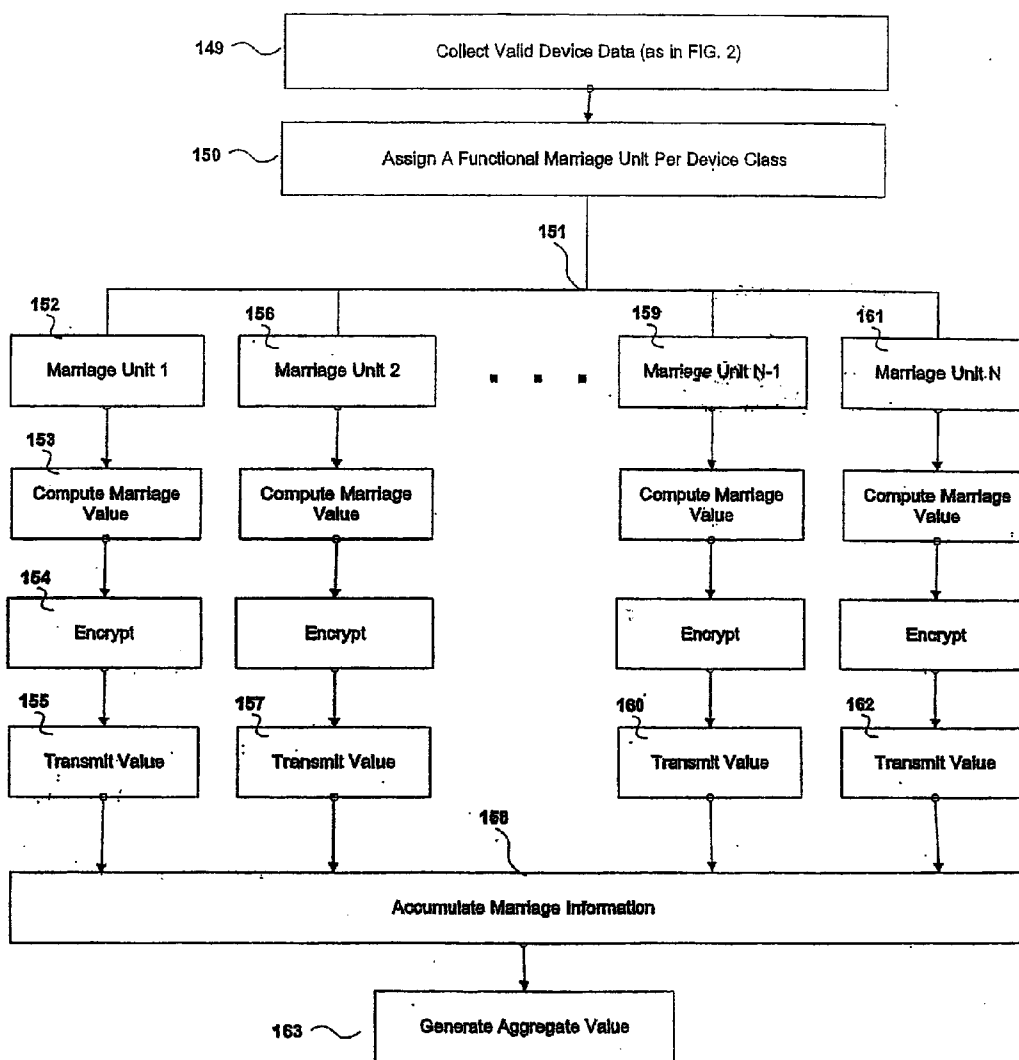 149
Collect Valid Device Data (as in FIG. 2)
150
Assign A Functional Marriage Unit Per Device Class
151
152
156
159
161
Marriage Unit 1
Marriage Unit 2
Marriage Unit N-1
Marriage Unit N
153
Compute Marriage
Value
Compute Marriage
Value
Compute Marriage
Value
Compute Marriage
Value
154
Encrypt
Encrypt
Encrypt
Encrypt
155
157
160
162
Transmit Value
Transmit Value
Transmit Value
Transmit Value
158
Accumulate Marriage Information
163
Generate Aggregate Value